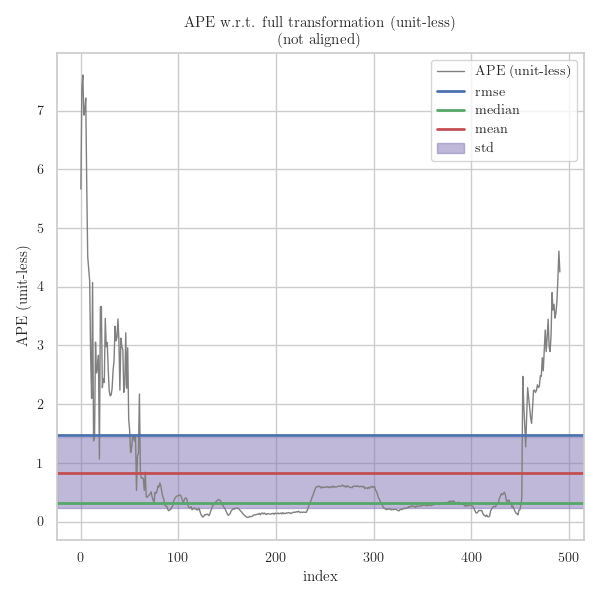 APE w.r.t. full transformation (unit-less)
(not aligned)
APE (unit-less)
rmse
median
mean
std
APE (unit-less)
7
6
5
4
3
2
1
0
0 100 200 300 400 500
index